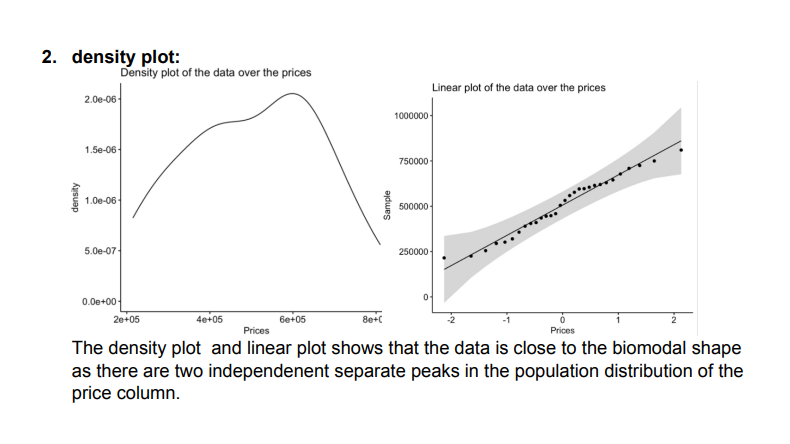 2. density plot:
Density plot of the data over the prices
2.0e-06
1.5e-06
1.0e-06
5.0e-07
0.0e+00
density
2e+05 4e+05 6e+05 8e+0
Prices
Linear plot of the data over the prices
1000000
750000
500000
250000
0
Sample
-2 -1 0 1 2
Prices
The density plot and linear plot shows that the data is close to the biomodal shape
as there are two independenent separate peaks in the population distribution of the
price column.